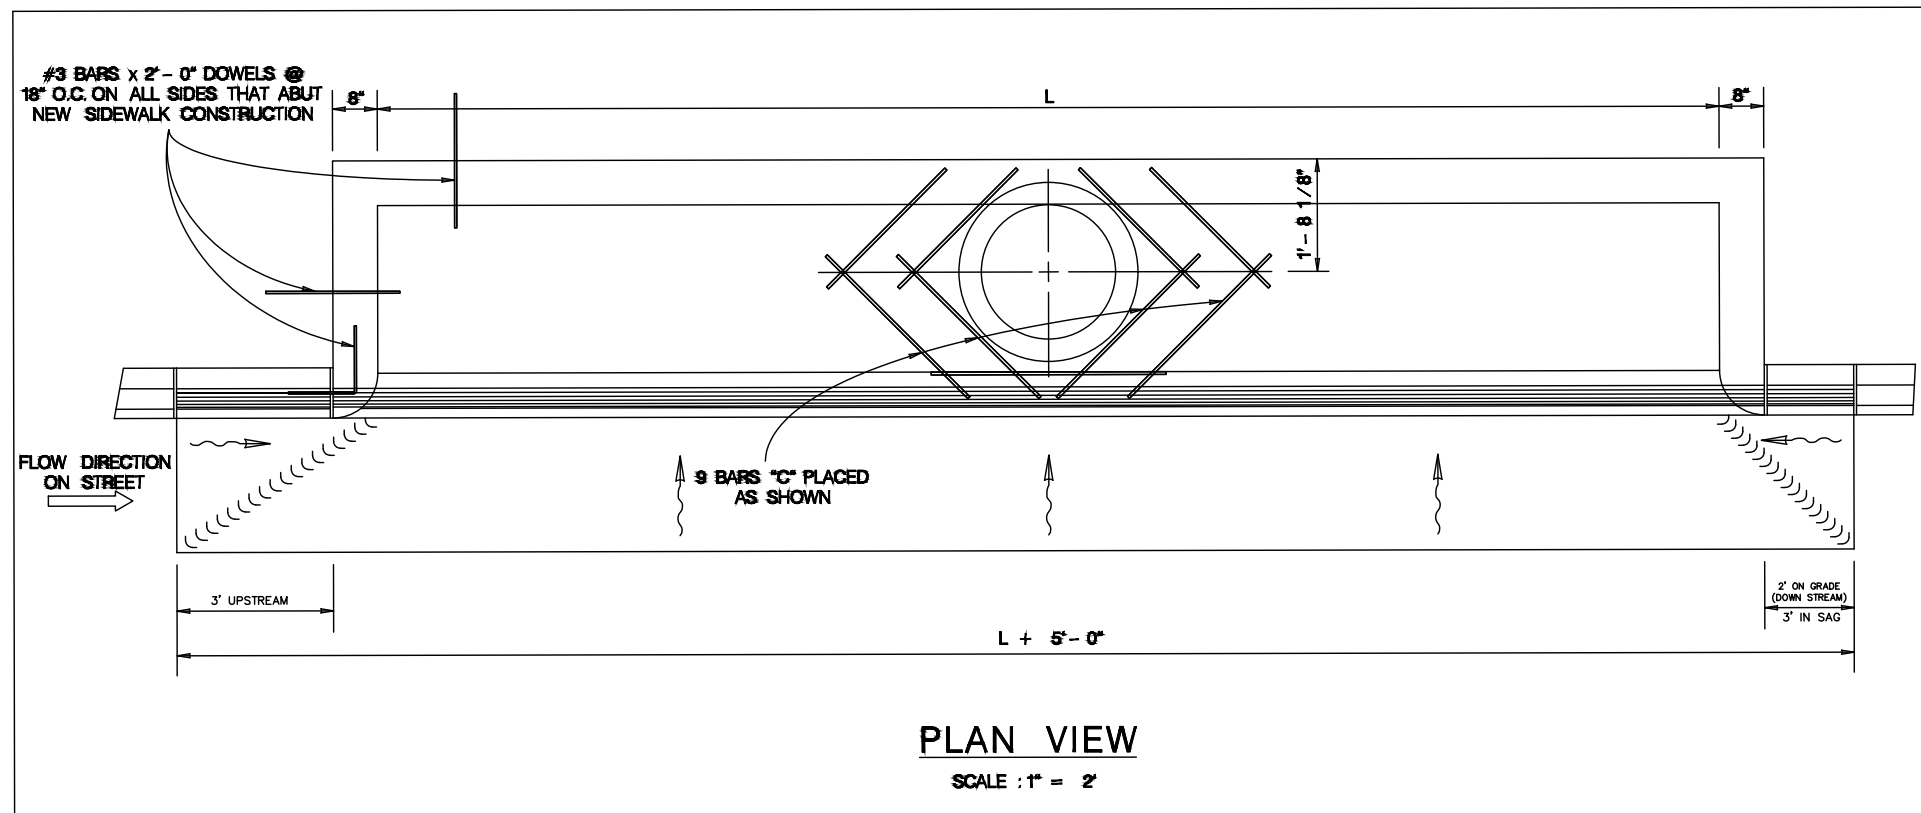 #3 BARS x 2'- 0" DOWELS @
18" O.C. ON ALL SIDES THAT ABUT
NEW SIDEWALK CONSTRUCTION
8"
L
8"
1'- 8 1/8"
FLOW DIRECTION
ON STREET
9 BARS "C" PLACED
AS SHOWN
3' UPSTREAM
2' ON GRADE
(DOWN STREAM)
3' IN SAG
L + 5'- 0"
PLAN VIEW
SCALE : 1" = 2'